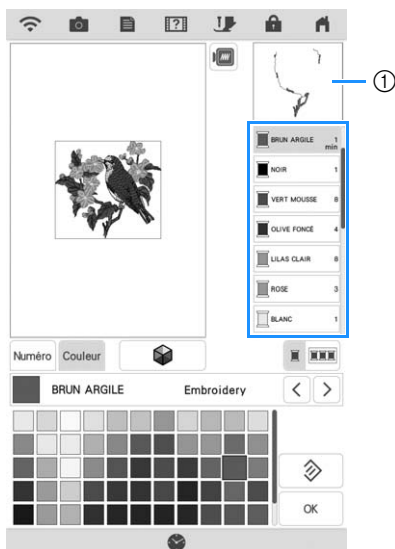 ①
BRUN ARGILE 1
min
NOIR 1
VERT MOUSSE 8
OLIVE FONCÉ 4
LILAS CLAIR 8
ROSE 3
BLANC 1
Numéro Couleur
BRUN ARGILE Embroidery < >
OK